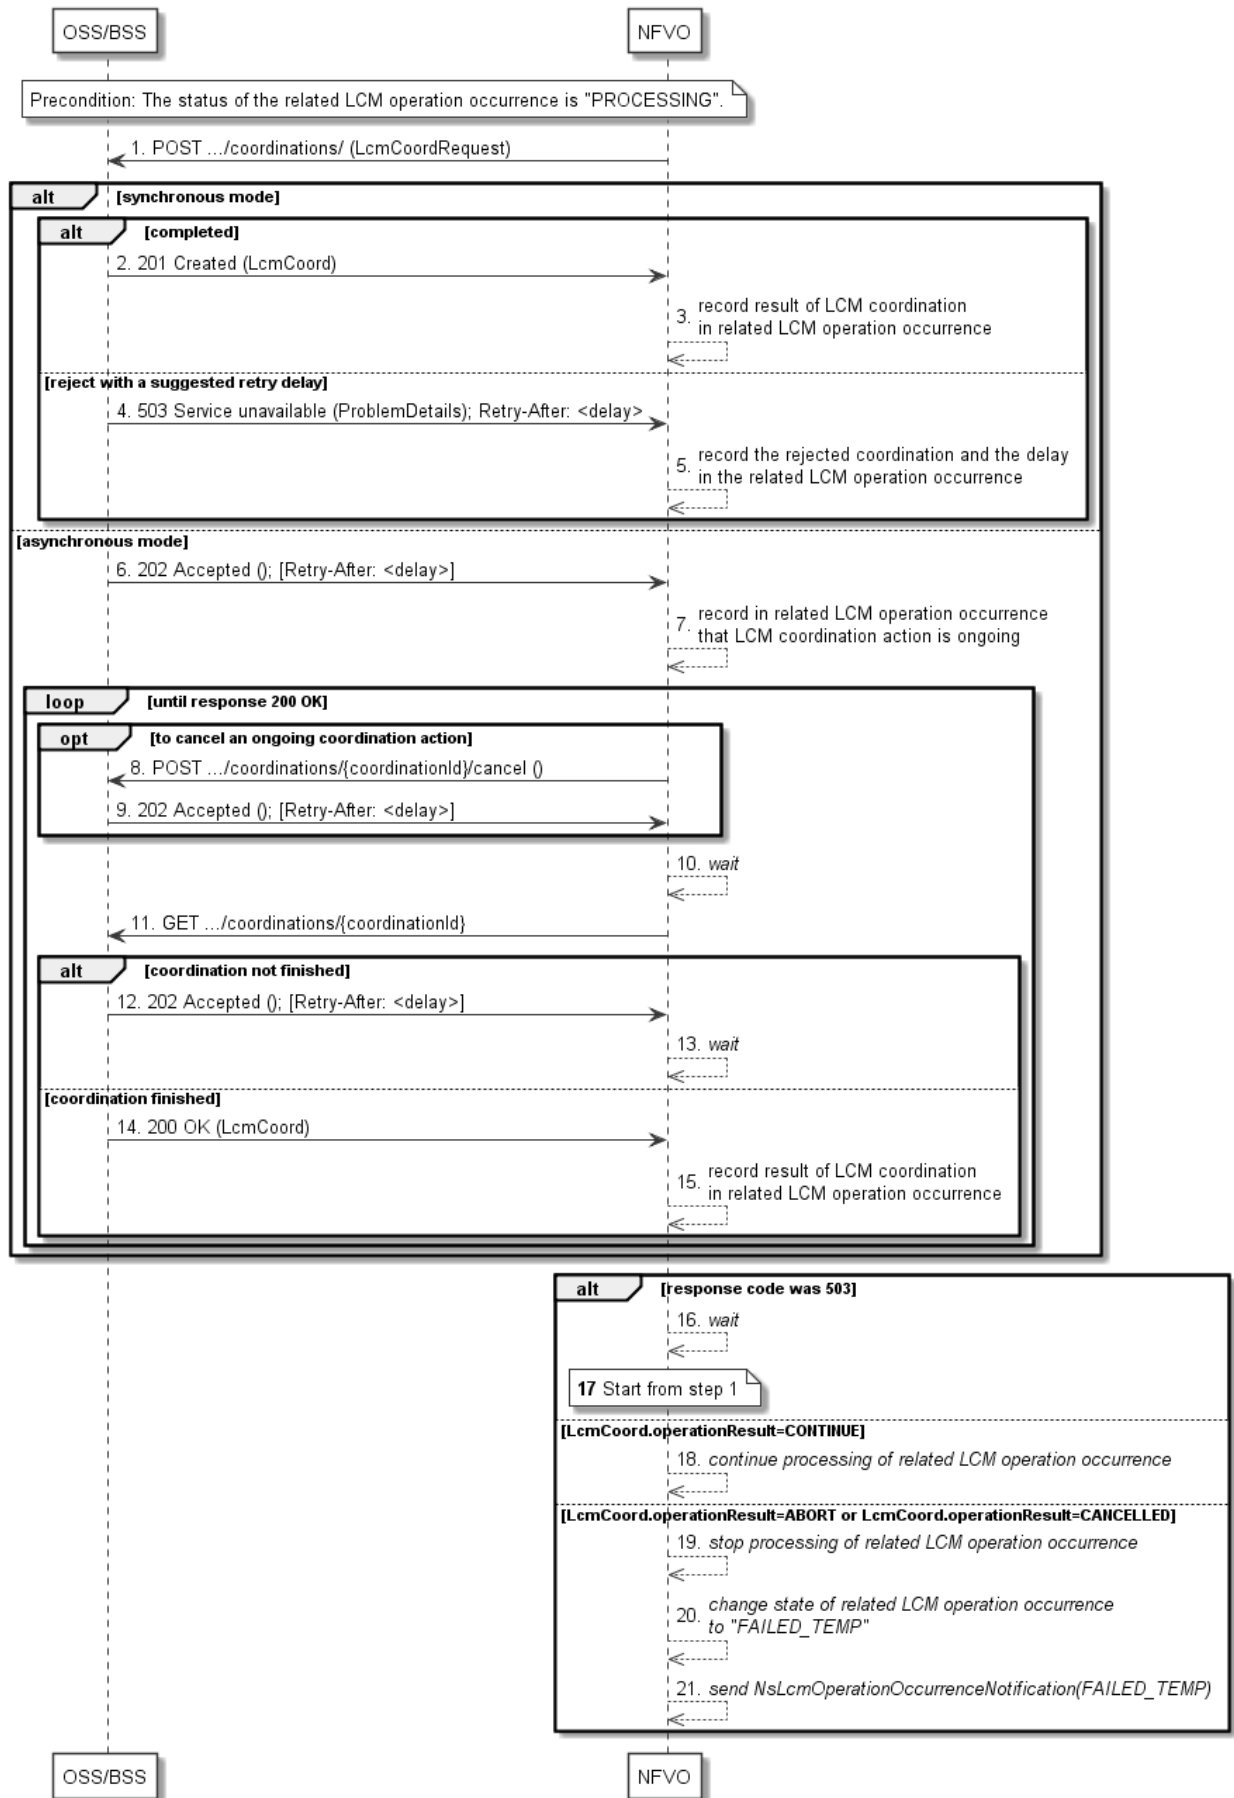 OSS/BSS
NFVO
Precondition: The status of the related LCM operation occurrence is "PROCESSING".
1. POST .../coordinations/ (LcmCoordRequest)
alt
[synchronous mode]
alt
[completed]
2. 201 Created (LcmCoord)
3. record result of LCM coordination
in related LCM operation occurrence
[reject with a suggested retry delay]
4. 503 Service unavailable (ProblemDetails); Retry-After: <delay>
5. record the rejected coordination and the delay
in the related LCM operation occurrence
[asynchronous mode]
6. 202 Accepted (); [Retry-After: <delay>]
7. record in related LCM operation occurrence
that LCM coordination action is ongoing
loop
[until response 200 OK]
opt
[to cancel an ongoing coordination action]
8. POST .../coordinations/{coordinationId}/cancel ()
9. 202 Accepted (); [Retry-After: <delay>]
10. wait
11. GET .../coordinations/{coordinationId}
alt
[coordination not finished]
12. 202 Accepted (); [Retry-After: <delay>]
13. wait
[coordination finished]
14. 200 OK (LcmCoord)
15. record result of LCM coordination
in related LCM operation occurrence
alt
[response code was 503]
16. wait
17 Start from step 1
[LcmCoord.operationResult=CONTINUE]
18. continue processing of related LCM operation occurrence
[LcmCoord.operationResult=ABORT or LcmCoord.operationResult=CANCELLED]
19. stop processing of related LCM operation occurrence
20. change state of related LCM operation occurrence
to "FAILED_TEMP"
21. send NsLcmOperationOccurrenceNotification(FAILED_TEMP)
OSS/BSS
NFVO